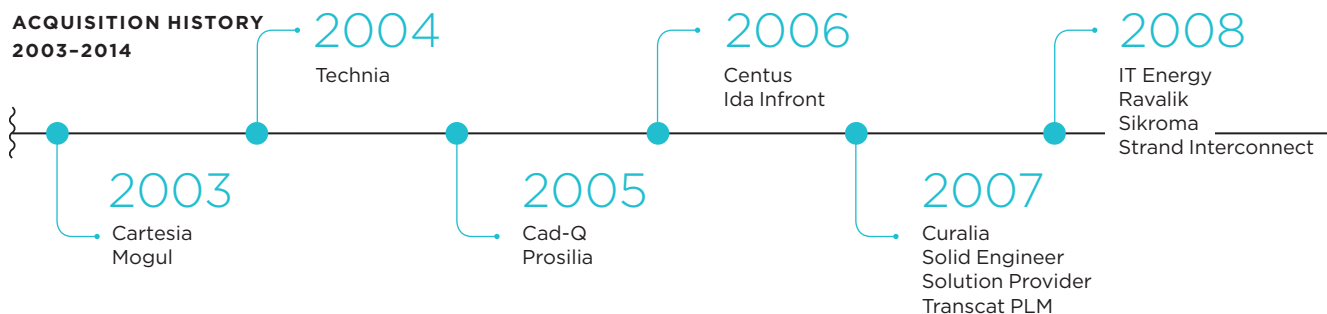 ACQUISITION HISTORY
2003–2014
2003
Cartesia
Mogul
2004
Technia
2005
Cad-Q
Prosilia
2006
Centus
Ida Infront
2007
Curalia
Solid Engineer
Solution Provider
Transcat PLM
2008
IT Energy
Ravalik
Sikroma
Strand Interconnect